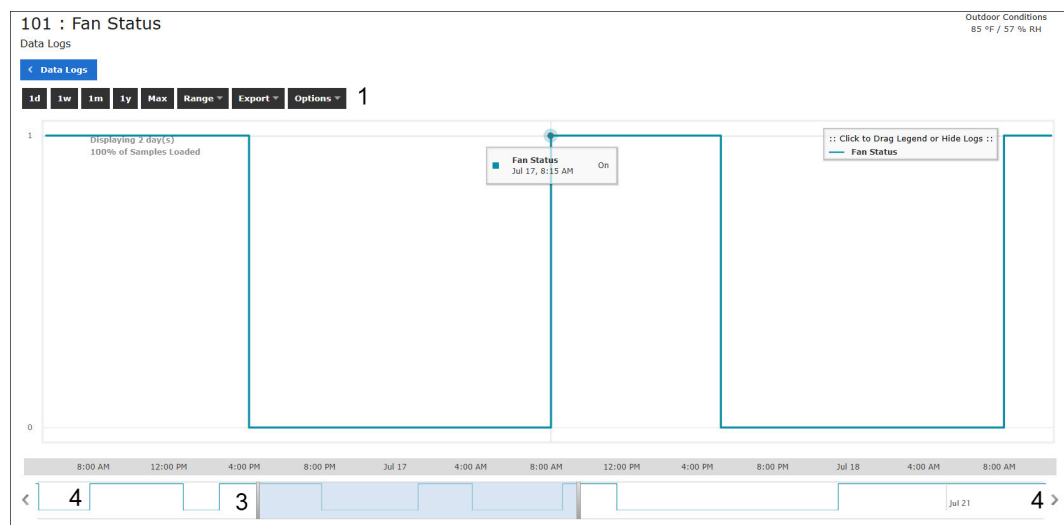 101 : Fan Status
Outdoor Conditions
85 ºF / 57 % RH
Data Logs
< Data Logs
1d 1w 1m 1y Max Range Export Options 1
1
Displaying 2 day(s)
100% of Samples Loaded
:: Click to Drag Legend or Hide Logs ::
Fan Status
Fan Status
Jul 17, 8:15 AM
On
0
8:00 AM 12:00 PM 4:00 PM 8:00 PM Jul 17 4:00 AM 8:00 AM 12:00 PM 4:00 PM 8:00 PM Jul 18 4:00 AM 8:00 AM
< 4 3 Jul 21 4 >